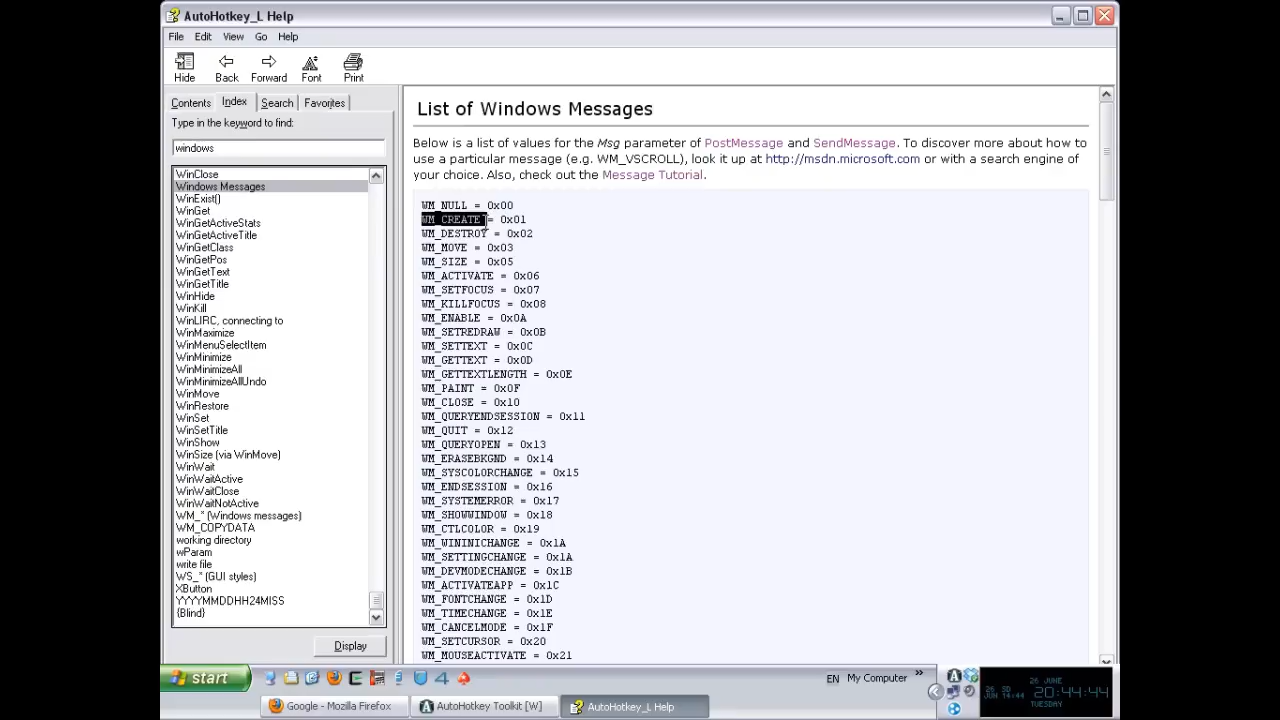 AutoHotkey_L Help
File Edit View Go Help
Hide Back Forward Font Print
Contents Index Search Favorites
Type in the keyword to find:
windows
WinClose
Windows Messages
WinExist()
WinGet
WinGetActiveStats
WinGetActiveTitle
WinGetClass
WinGetPos
WinGetText
WinGetTitle
WinHide
WinKill
WinLIRC, connecting to
WinMaximize
WinMenuSelectItem
WinMinimize
WinMinimizeAll
WinMinimizeAllUndo
WinMove
WinRestore
WinSet
WinSetTitle
WinShow
WinSize (via WinMove)
WinWait
WinWaitActive
WinWaitClose
WinWaitNotActive
WM_* (Windows messages)
WM_COPYDATA
working directory
wParam
write file
WS_* (GUI styles)
XButton
YYYYMMDDHH24MISS
{Blind}
Display
List of Windows Messages
Below is a list of values for the Msg parameter of PostMessage and SendMessage. To discover more about how to
use a particular message (e.g. WM_VSCROLL), look it up at http://msdn.microsoft.com or with a search engine of
your choice. Also, check out the Message Tutorial.
WM_NULL = 0x00
WM_CREATE = 0x01
WM_DESTROY = 0x02
WM_MOVE = 0x03
WM_SIZE = 0x05
WM_ACTIVATE = 0x06
WM_SETFOCUS = 0x07
WM_KILLFOCUS = 0x08
WM_ENABLE = 0x0A
WM_SETREDRAW = 0x0B
WM_SETTEXT = 0x0C
WM_GETTEXT = 0x0D
WM_GETTEXTLENGTH = 0x0E
WM_PAINT = 0x0F
WM_CLOSE = 0x10
WM_QUERYENDSESSION = 0x11
WM_QUIT = 0x12
WM_QUERYOPEN = 0x13
WM_ERASEBKGND = 0x14
WM_SYSCOLORCHANGE = 0x15
WM_ENDSESSION = 0x16
WM_SYSTEMERROR = 0x17
WM_SHOWWINDOW = 0x18
WM_CTLCOLOR = 0x19
WM_WININICHANGE = 0x1A
WM_SETTINGCHANGE = 0x1A
WM_DEVMODECHANGE = 0x1B
WM_ACTIVATEAPP = 0x1C
WM_FONTCHANGE = 0x1D
WM_TIMECHANGE = 0x1E
WM_CANCELMODE = 0x1F
WM_SETCURSOR = 0x20
WM_MOUSEACTIVATE = 0x21
start
EN My Computer »
Google - Mozilla Firefox
AutoHotkey Toolkit [W]
AutoHotkey_L Help
26 JUNE
20:44:44
TUESDAY